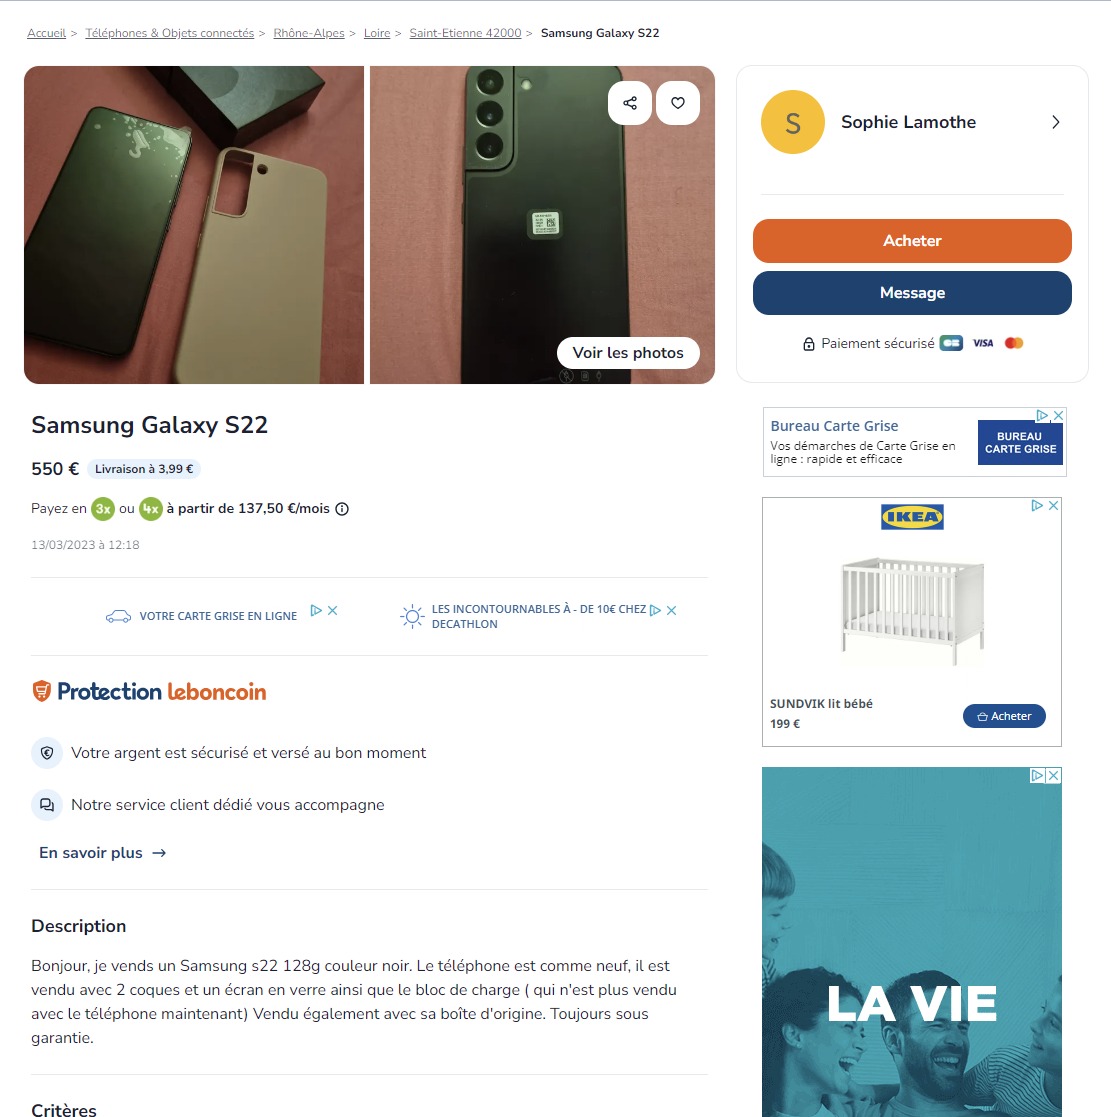 Accueil > Téléphones & Objets connectés > Rhône-Alpes > Loire > Saint-Etienne 42000 > Samsung Galaxy S22
Voir les photos
S
Sophie Lamothe
Acheter
Message
Paiement sécurisé CB VISA
Samsung Galaxy S22
550 € Livraison à 3,99 €
Payez en 3x ou 4x à partir de 137,50 €/mois
13/03/2023 à 12:18
VOTRE CARTE GRISE EN LIGNE
LES INCONTOURNABLES À - DE 10€ CHEZ
DECATHLON
Protection leboncoin
Votre argent est sécurisé et versé au bon moment
Notre service client dédié vous accompagne
En savoir plus →
Description
Bonjour, je vends un Samsung s22 128g couleur noir. Le téléphone est comme neuf, il est
vendu avec 2 coques et un écran en verre ainsi que le bloc de charge ( qui n'est plus vendu
avec le téléphone maintenant) Vendu également avec sa boîte d'origine. Toujours sous
garantie.
Critères
Bureau Carte Grise
Vos démarches de Carte Grise en
ligne : rapide et efficace
BUREAU
CARTE GRISE
IKEA
SUNDVIK lit bébé
199 €
Acheter
LA VIE